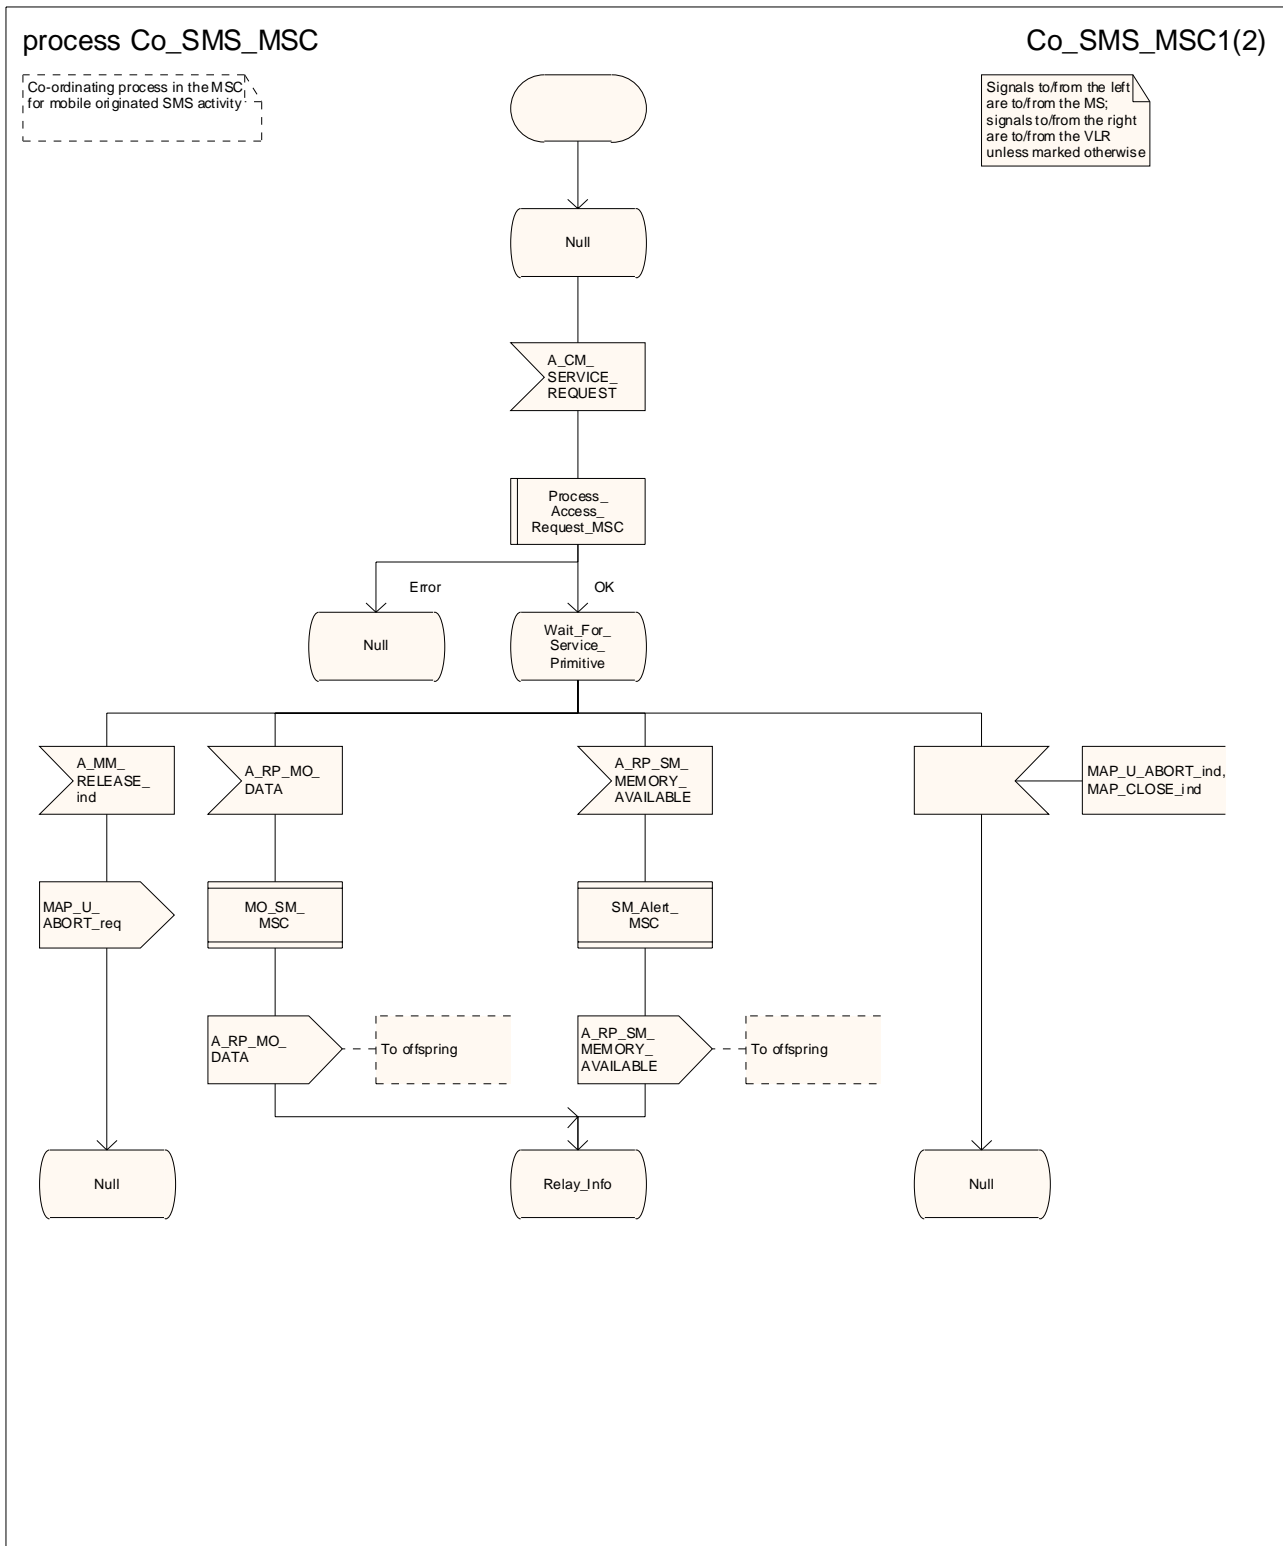 process Co_SMS_MSC
Co_SMS_MSC1(2)
Co-ordinating process in the MSC
for mobile originated SMS activity
Signals to/from the left
are to/from the MS;
signals to/from the right
are to/from the VLR
unless marked otherwise
Null
A_CM_
SERVICE_
REQUEST
Process_
Access_
Request_MSC
Error
OK
Null
Wait_For_
Service_
Primitive
A_MM_
RELEASE_
ind
A_RP_MO_
DATA
A_RP_SM_
MEMORY_
AVAILABLE
MAP_U_ABORT_ind,
MAP_CLOSE_ind
MAP_U_
ABORT_req
MO_SM_
MSC
SM_Alert_
MSC
A_RP_MO_
DATA
To offspring
A_RP_SM_
MEMORY_
AVAILABLE
To offspring
Null
Relay_Info
Null